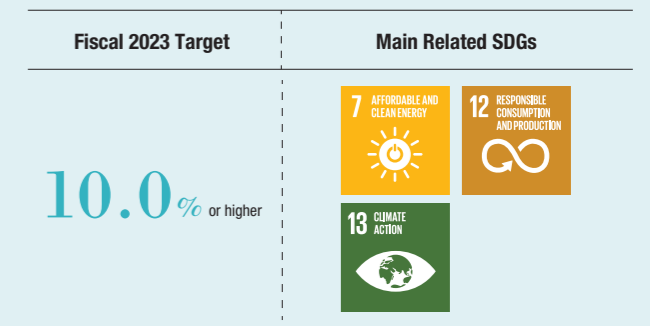 Fiscal 2023 Target
Main Related SDGs
10.0% or higher
7 AFFORDABLE AND
CLEAN ENERGY
12 RESPONSIBLE
CONSUMPTION
AND PRODUCTION
13 CLIMATE
ACTION